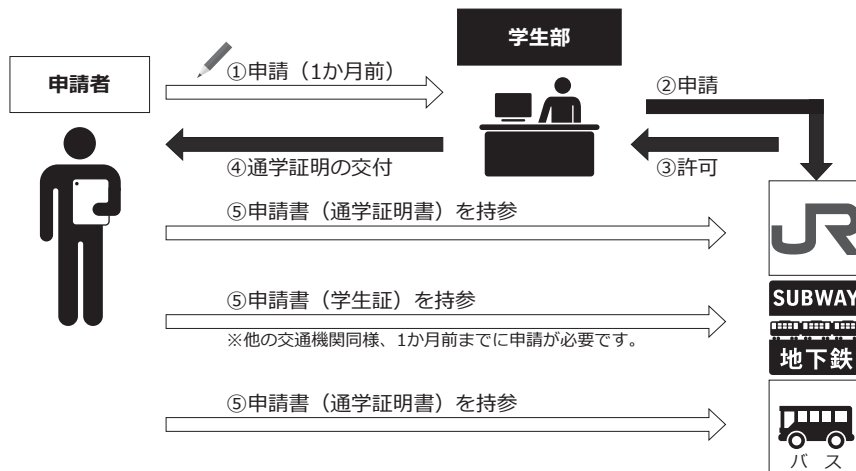 学生部
申請者
①申請（1か月前）
②申請
③許可
④通学証明の交付
⑤申請書（通学証明書）を持参
JR
⑤申請書（学生証）を持参
※他の交通機関同様、1か月前までに申請が必要です。
SUBWAY
地下鉄
⑤申請書（通学証明書）を持参
バ ス